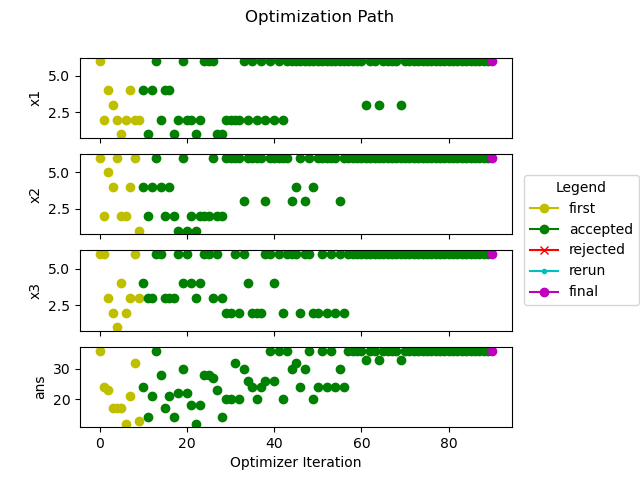 Optimization Path
x1
5.0
2.5
x2
5.0
2.5
x3
5.0
2.5
ans
30
20
0 20 40 60 80
Optimizer Iteration
Legend
first
accepted
rejected
rerun
final